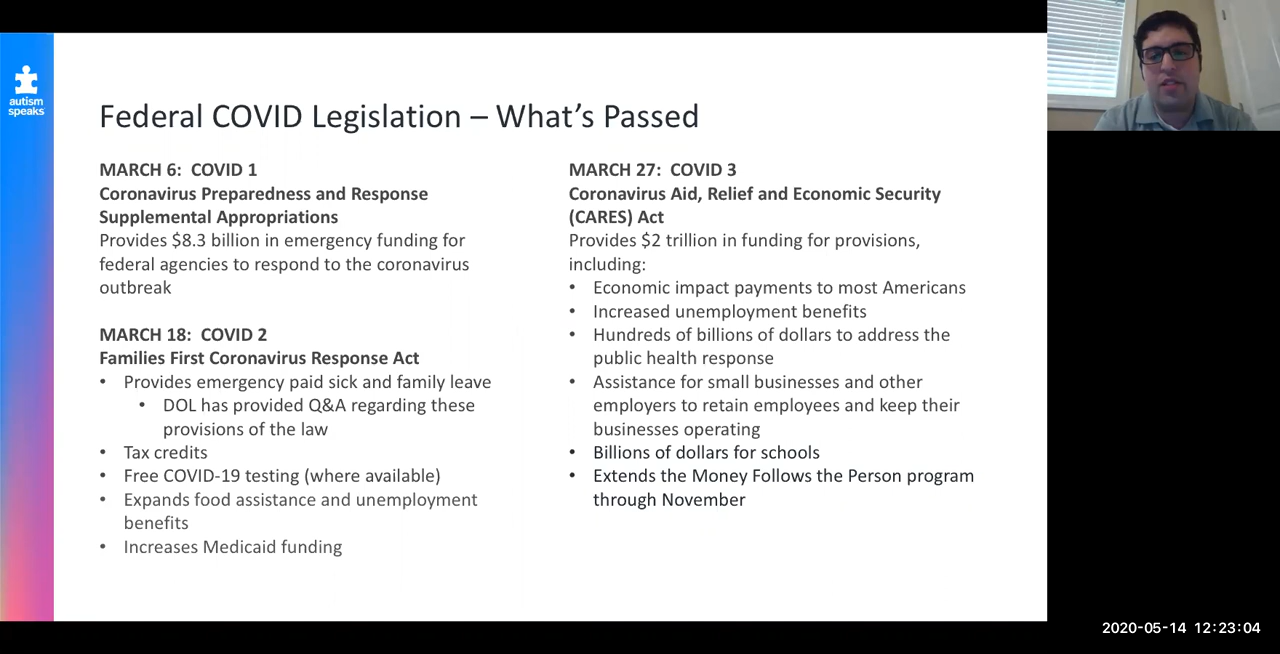 autism
speaks
Federal COVID Legislation – What's Passed
MARCH 6:  COVID 1
Coronavirus Preparedness and Response
Supplemental Appropriations
Provides $8.3 billion in emergency funding for
federal agencies to respond to the coronavirus
outbreak
MARCH 18:  COVID 2
Families First Coronavirus Response Act
• Provides emergency paid sick and family leave
• DOL has provided Q&A regarding these
provisions of the law
• Tax credits
• Free COVID-19 testing (where available)
• Expands food assistance and unemployment
benefits
• Increases Medicaid funding
MARCH 27:  COVID 3
Coronavirus Aid, Relief and Economic Security
(CARES) Act
Provides $2 trillion in funding for provisions,
including:
• Economic impact payments to most Americans
• Increased unemployment benefits
• Hundreds of billions of dollars to address the
public health response
• Assistance for small businesses and other
employers to retain employees and keep their
businesses operating
• Billions of dollars for schools
• Extends the Money Follows the Person program
through November
2020-05-14 12:23:04